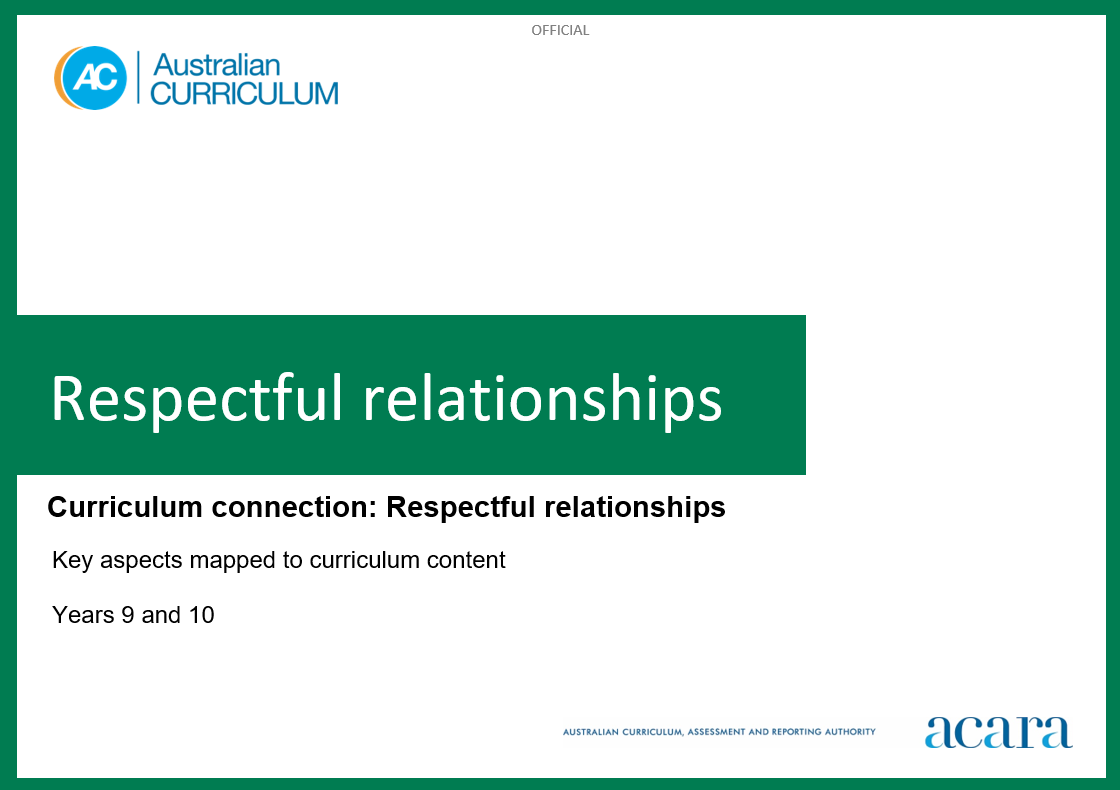 OFFICIAL
AC
Australian
CURRICULUM
Respectful relationships
Curriculum connection: Respectful relationships
Key aspects mapped to curriculum content
Years 9 and 10
AUSTRALIAN CURRICULUM, ASSESSMENT AND REPORTING AUTHORITY
acara